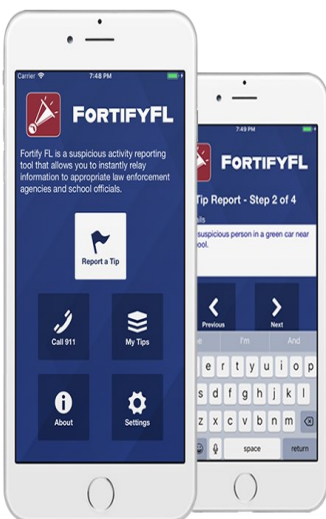 Carrier 7:48 PM
FORTIFYFL
Fortify FL is a suspicious activity reporting
tool that allows you to instantly relay
information to appropriate law enforcement
agencies and school officials.
Report a Tip
Call 911
My Tips
About
Settings
7:49 PM
FORTIFYFL
Tip Report - Step 2 of 4
suspicious person in a green car near
Previous
Next
I'm
And
e r t y u i o p
s d f g h j k l
z x c v b n m
space
return